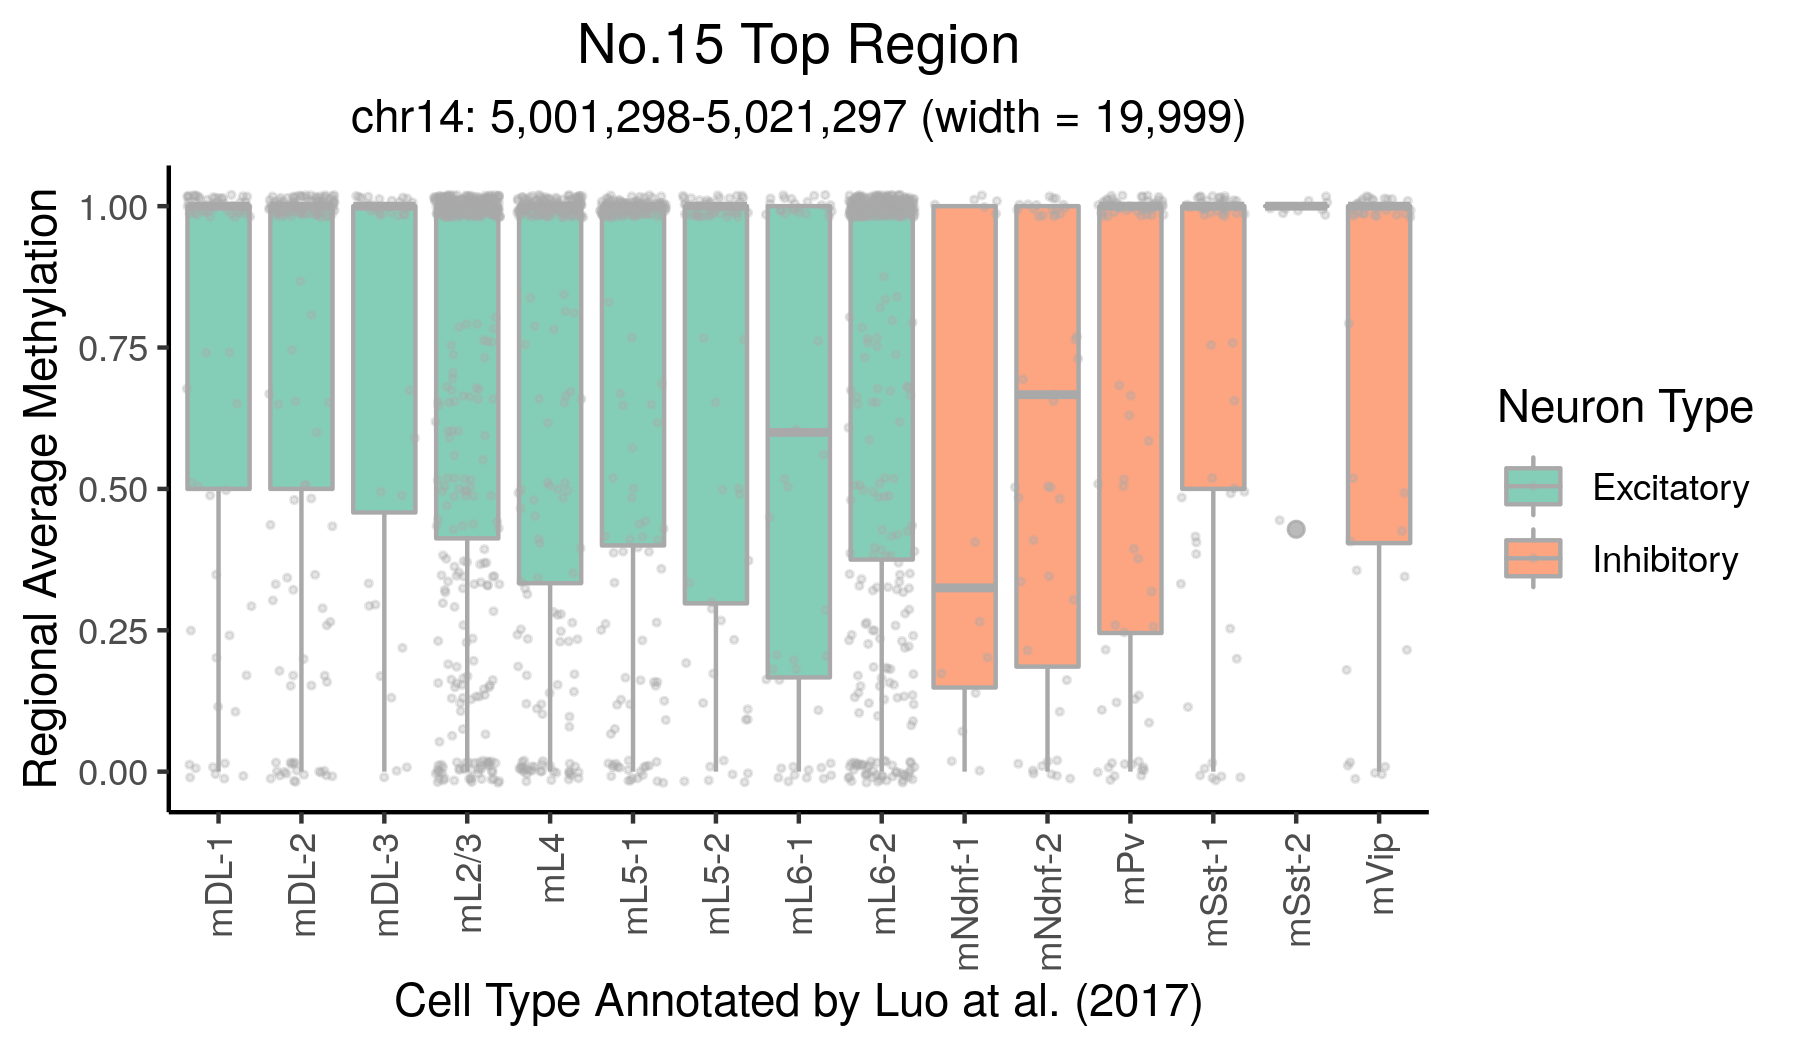 No.15 Top Region
chr14: 5,001,298-5,021,297 (width = 19,999)
Regional Average Methylation
1.00
0.75
0.50
0.25
0.00
mDL-1
mDL-2
mDL-3
mL2/3
mL4
mL5-1
mL5-2
mL6-1
mL6-2
mNdnf-1
mNdnf-2
mPv
mSst-1
mSst-2
mVip
Cell Type Annotated by Luo at al. (2017)
Neuron Type
Excitatory
Inhibitory